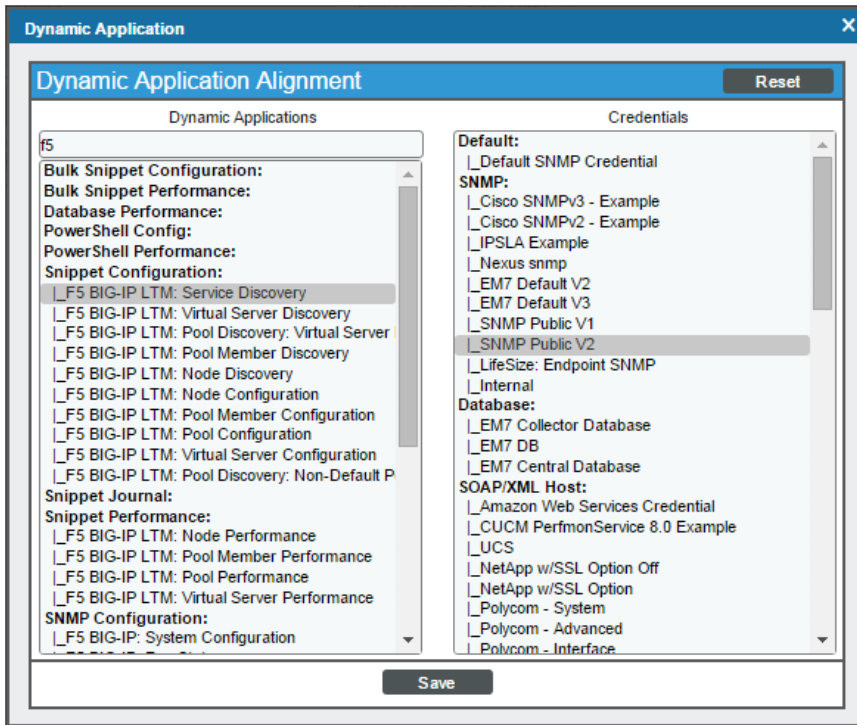 Dynamic Application
Dynamic Application Alignment
Reset
Dynamic Applications
f5
Bulk Snippet Configuration:
Bulk Snippet Performance:
Database Performance:
PowerShell Config:
PowerShell Performance:
Snippet Configuration:
|_F5 BIG-IP LTM: Service Discovery
|_F5 BIG-IP LTM: Virtual Server Discovery
|_F5 BIG-IP LTM: Pool Discovery: Virtual Server
|_F5 BIG-IP LTM: Pool Member Discovery
|_F5 BIG-IP LTM: Node Discovery
|_F5 BIG-IP LTM: Node Configuration
|_F5 BIG-IP LTM: Pool Member Configuration
|_F5 BIG-IP LTM: Pool Configuration
|_F5 BIG-IP LTM: Virtual Server Configuration
|_F5 BIG-IP LTM: Pool Discovery: Non-Default P
Snippet Journal:
Snippet Performance:
|_F5 BIG-IP LTM: Node Performance
|_F5 BIG-IP LTM: Pool Member Performance
|_F5 BIG-IP LTM: Pool Performance
|_F5 BIG-IP LTM: Virtual Server Performance
SNMP Configuration:
|_F5 BIG-IP: System Configuration
Credentials
Default:
|_Default SNMP Credential
SNMP:
|_Cisco SNMPv3 - Example
|_Cisco SNMPv2 - Example
|_IPSLA Example
|_Nexus snmp
|_EM7 Default V2
|_EM7 Default V3
|_SNMP Public V1
|_SNMP Public V2
|_LifeSize: Endpoint SNMP
|_Internal
Database:
|_EM7 Collector Database
|_EM7 DB
|_EM7 Central Database
SOAP/XML Host:
|_Amazon Web Services Credential
|_CUCM PerfmonService 8.0 Example
|_UCS
|_NetApp w/SSL Option Off
|_NetApp w/SSL Option
|_Polycom - System
|_Polycom - Advanced
|_Polycom - Interface
Save